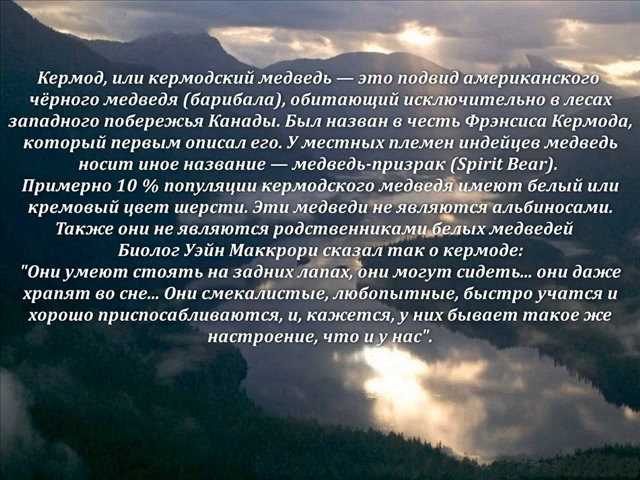 Кермод, или кермодский медведь — это подвид американского
чёрного медведя (барибала), обитающий исключительно в лесах
западного побережья Канады. Был назван в честь Фрэнсиса Кермода,
который первым описал его. У местных племен индейцев медведь
носит иное название — медведь-призрак (Spirit Bear).
Примерно 10 % популяции кермодского медведя имеют белый или
кремовый цвет шерсти. Эти медведи не являются альбиносами.
Также они не являются родственниками белых медведей
Биолог Уэйн Маккрори сказал так о кермоде:
"Они умеют стоять на задних лапах, они могут сидеть... они даже
храпят во сне... Они смекалистые, любопытные, быстро учатся и
хорошо приспосабливаются, и, кажется, у них бывает такое же
настроение, что и у нас".